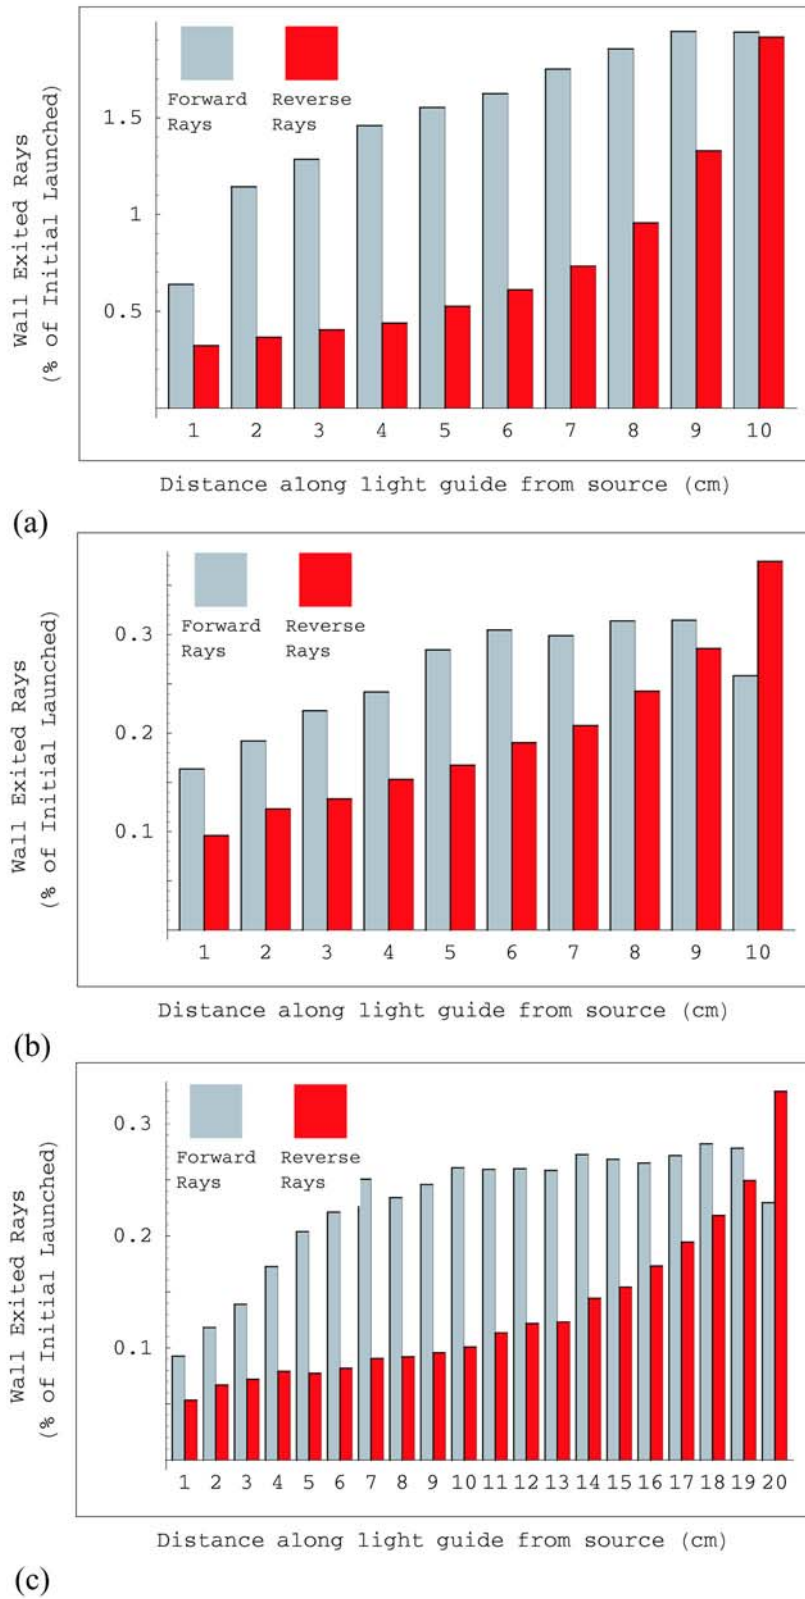 Wall Exited Rays
(% of Initial Launched)
1.5
1
0.5
Forward
Rays
Reverse
Rays
1 2 3 4 5 6 7 8 9 10
Distance along light guide from source (cm)
(a)
Wall Exited Rays
(% of Initial Launched)
0.3
0.2
0.1
Forward
Rays
Reverse
Rays
1 2 3 4 5 6 7 8 9 10
Distance along light guide from source (cm)
(b)
Wall Exited Rays
(% of Initial Launched)
0.3
0.2
0.1
Forward
Rays
Reverse
Rays
1 2 3 4 5 6 7 8 9 10 11 12 13 14 15 16 17 18 19 20
Distance along light guide from source (cm)
(c)